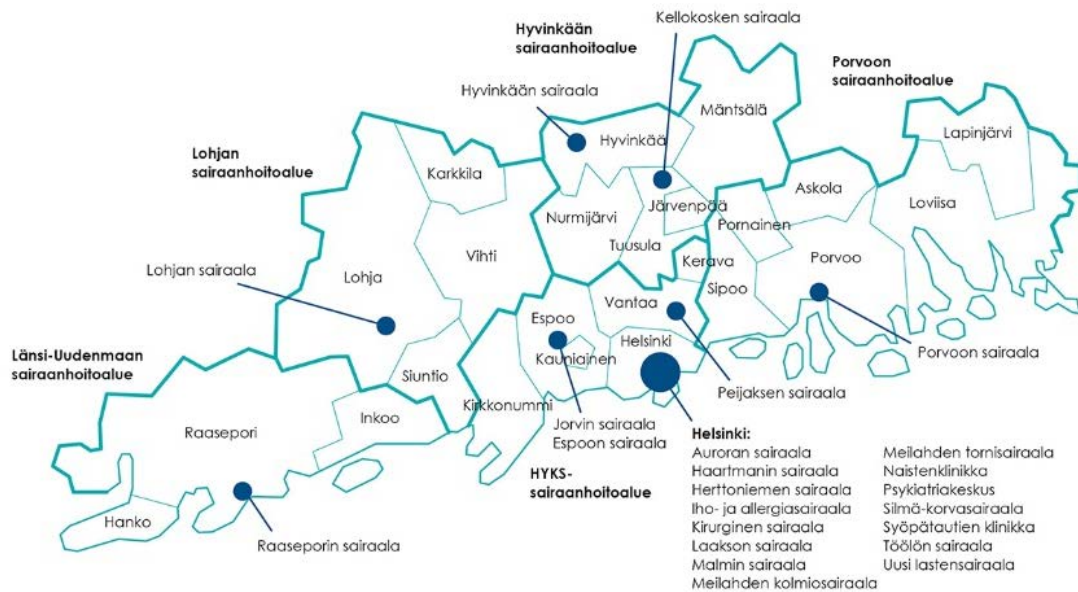 Kellokosken sairaala
Hyvinkään
sairaanhoitoalue
Porvoon
sairaanhoitoalue
Hyvinkään sairaala
Mäntsälä
Hyvinkää
Lapinjärvi
Lohjan
sairaanhoitoalue
Karkkila
Askola
Järvenpää
Loviisa
Nurmijärvi
Pornainen
Tuusula
Vihti
Kerava
Porvoo
Lohjan sairaala
Lohja
Sipoo
Vantaa
Espoo
Helsinki
Länsi-Uudenmaan
sairaanhoitoalue
Kauniainen
Porvoon sairaala
Siuntio
Peijaksen sairaala
Kirkkonummi
Inkoo
Jorvin sairaala
Espoon sairaala
Raasepori
HYKS-
sairaanhoitoalue
Hanko
Raaseporin sairaala
Helsinki:
Auroran sairaala
Haartmanin sairaala
Herttoniemen sairaala
Iho- ja allergiasairaala
Kirurginen sairaala
Laakson sairaala
Malmin sairaala
Meilahden kolmiosairaala
Meilahden tornisairaala
Naistenklinikka
Psykiatriakeskus
Silmä-korvasairaala
Syöpätautien klinikka
Töölön sairaala
Uusi lastensairaala